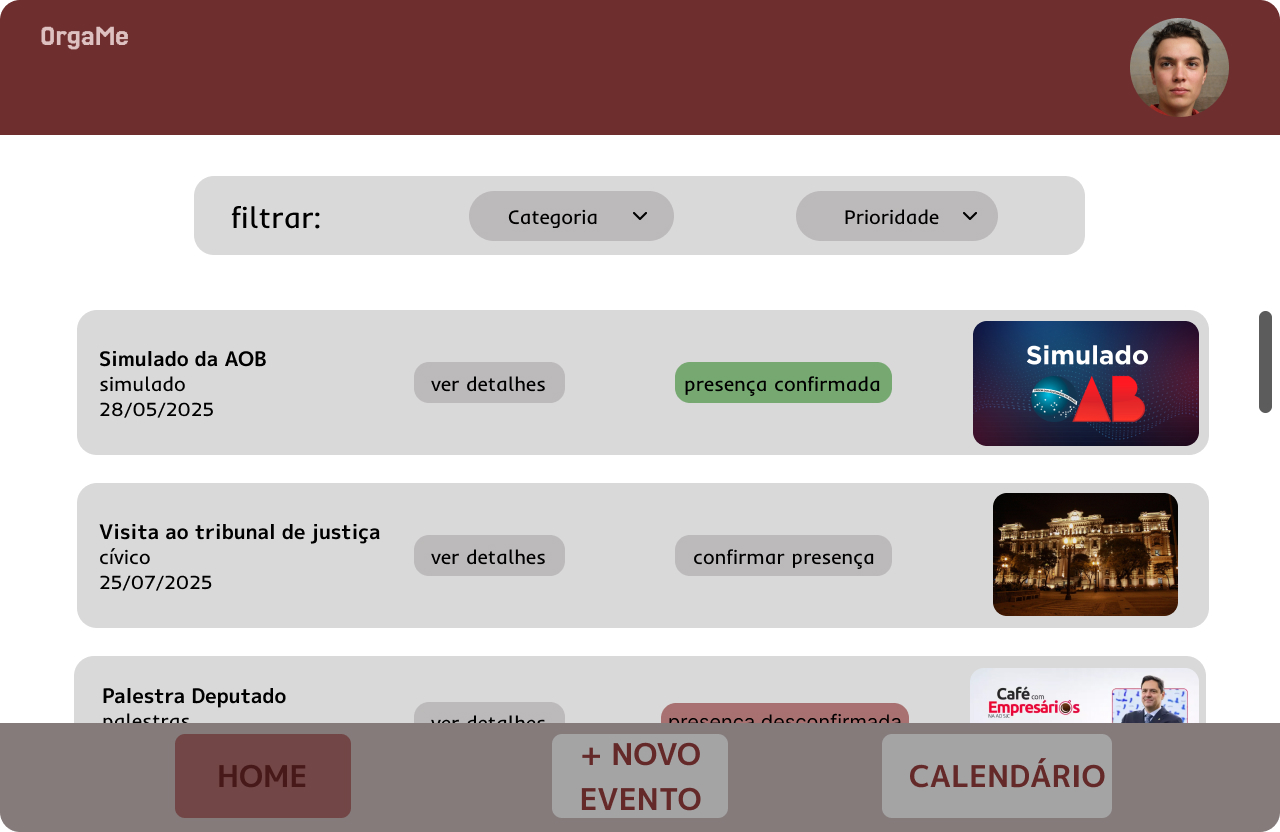 OrgaMe
filtrar:
Categoria
Prioridade
Simulado da AOB
simulado
28/05/2025
ver detalhes
presença confirmada
Simulado
OAB
Visita ao tribunal de justiça
cívico
25/07/2025
ver detalhes
confirmar presença
Palestra Deputado
palestras
ver detalhes
presença desconfirmada
Café com
Empresários
HOME
+ NOVO
EVENTO
CALENDÁRIO